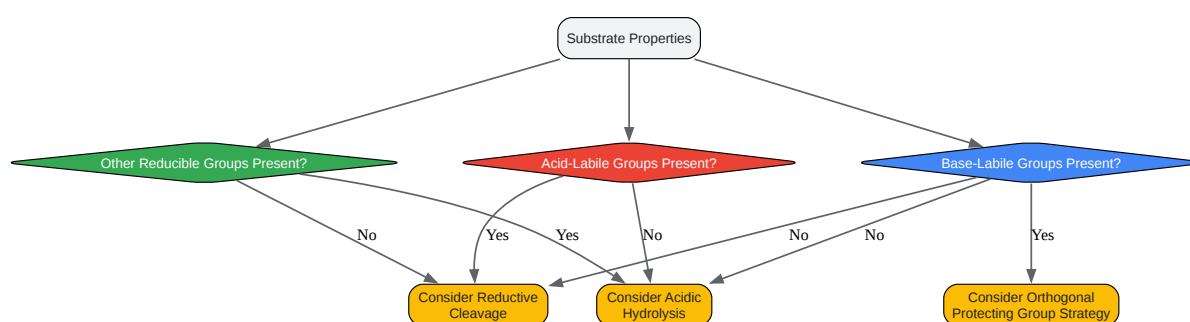 Substrate Properties
Other Reducible Groups Present?
Acid-Labile Groups Present?
Base-Labile Groups Present?
No
Yes
Yes
No
No
No
Yes
Consider Reductive
Cleavage
Consider Acidic
Hydrolysis
Consider Orthogonal
Protecting Group Strategy